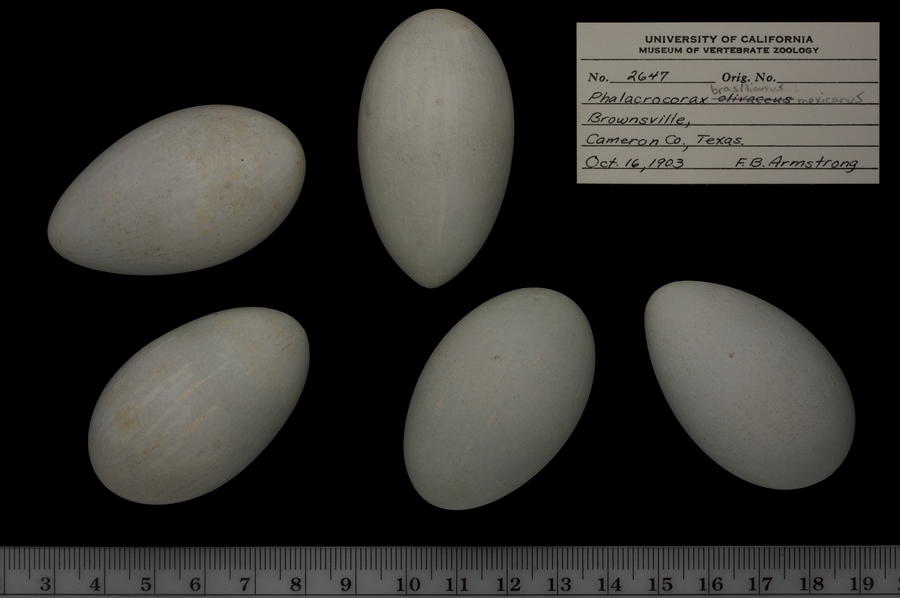 UNIVERSITY OF CALIFORNIA
MUSEUM OF VERTEBRATE ZOOLOGY
No. 2647 Orig. No.
brasilianus
Phalacrocorax olivaceus mexicanus
Brownsville,
Cameron Co., Texas.
Oct. 16, 1903 F.B. Armstrong
3 4 5 6 7 8 9 10 11 12 13 14 15 16 17 18 19